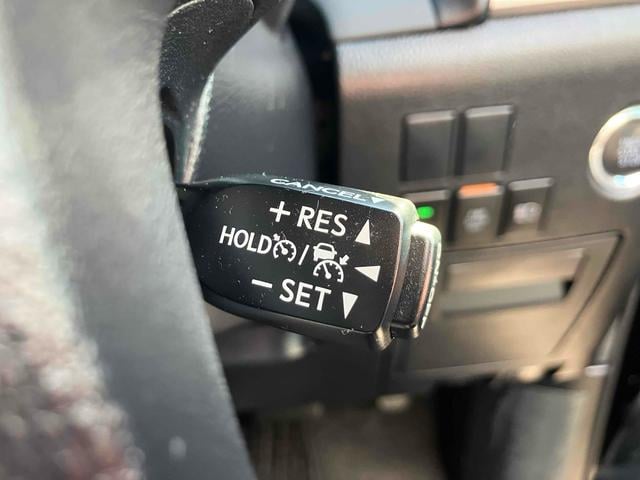 CANCEL
+ RES
HOLD /
- SET